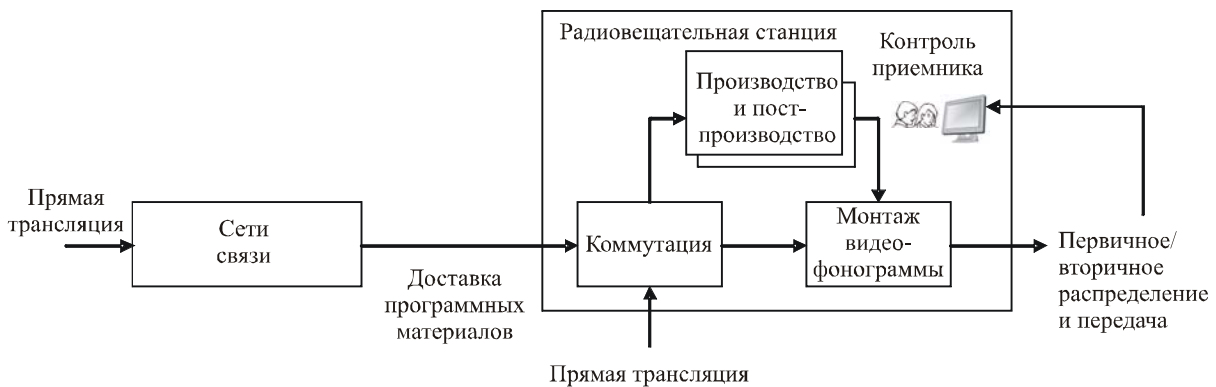 Радиовещательная станция
Контроль
приемника
Производство
и пост-
производство
Прямая
трансляция
Сети
связи
Коммутация
Монтаж
видео-
фонограммы
Первичное/
вторичное
распределение
и передача
Доставка
программных
материалов
Прямая трансляция